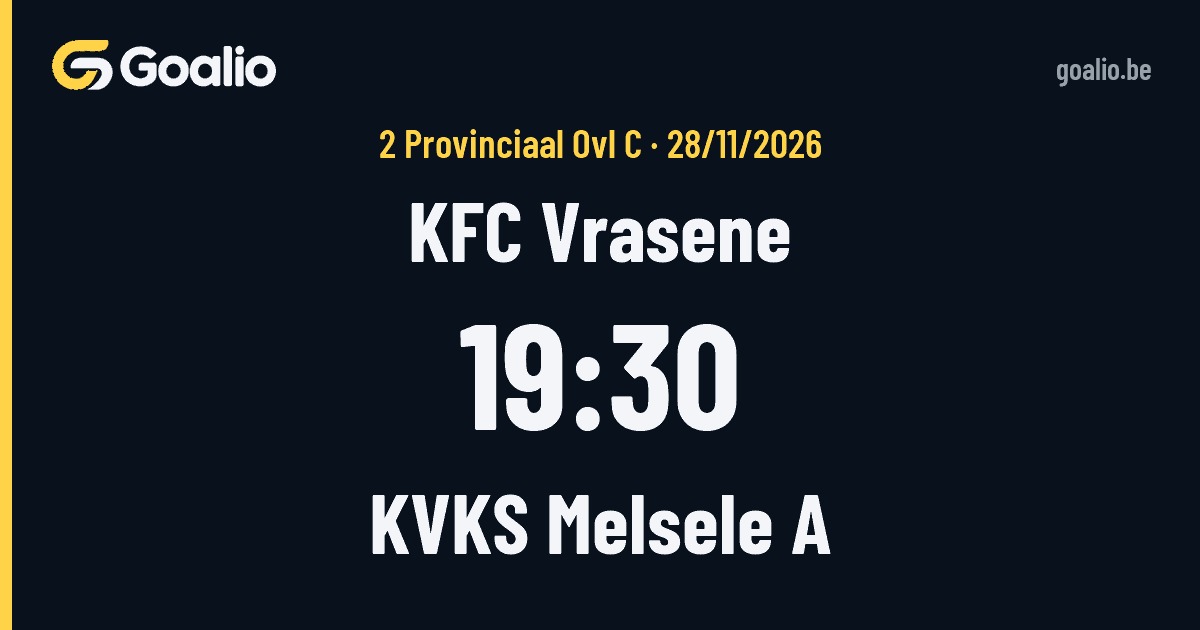 Goalio
goalio.be
2 Provinciaal Ovl C · 28/11/2026
KFC Vrasene
19:30
KVKS Melsele A